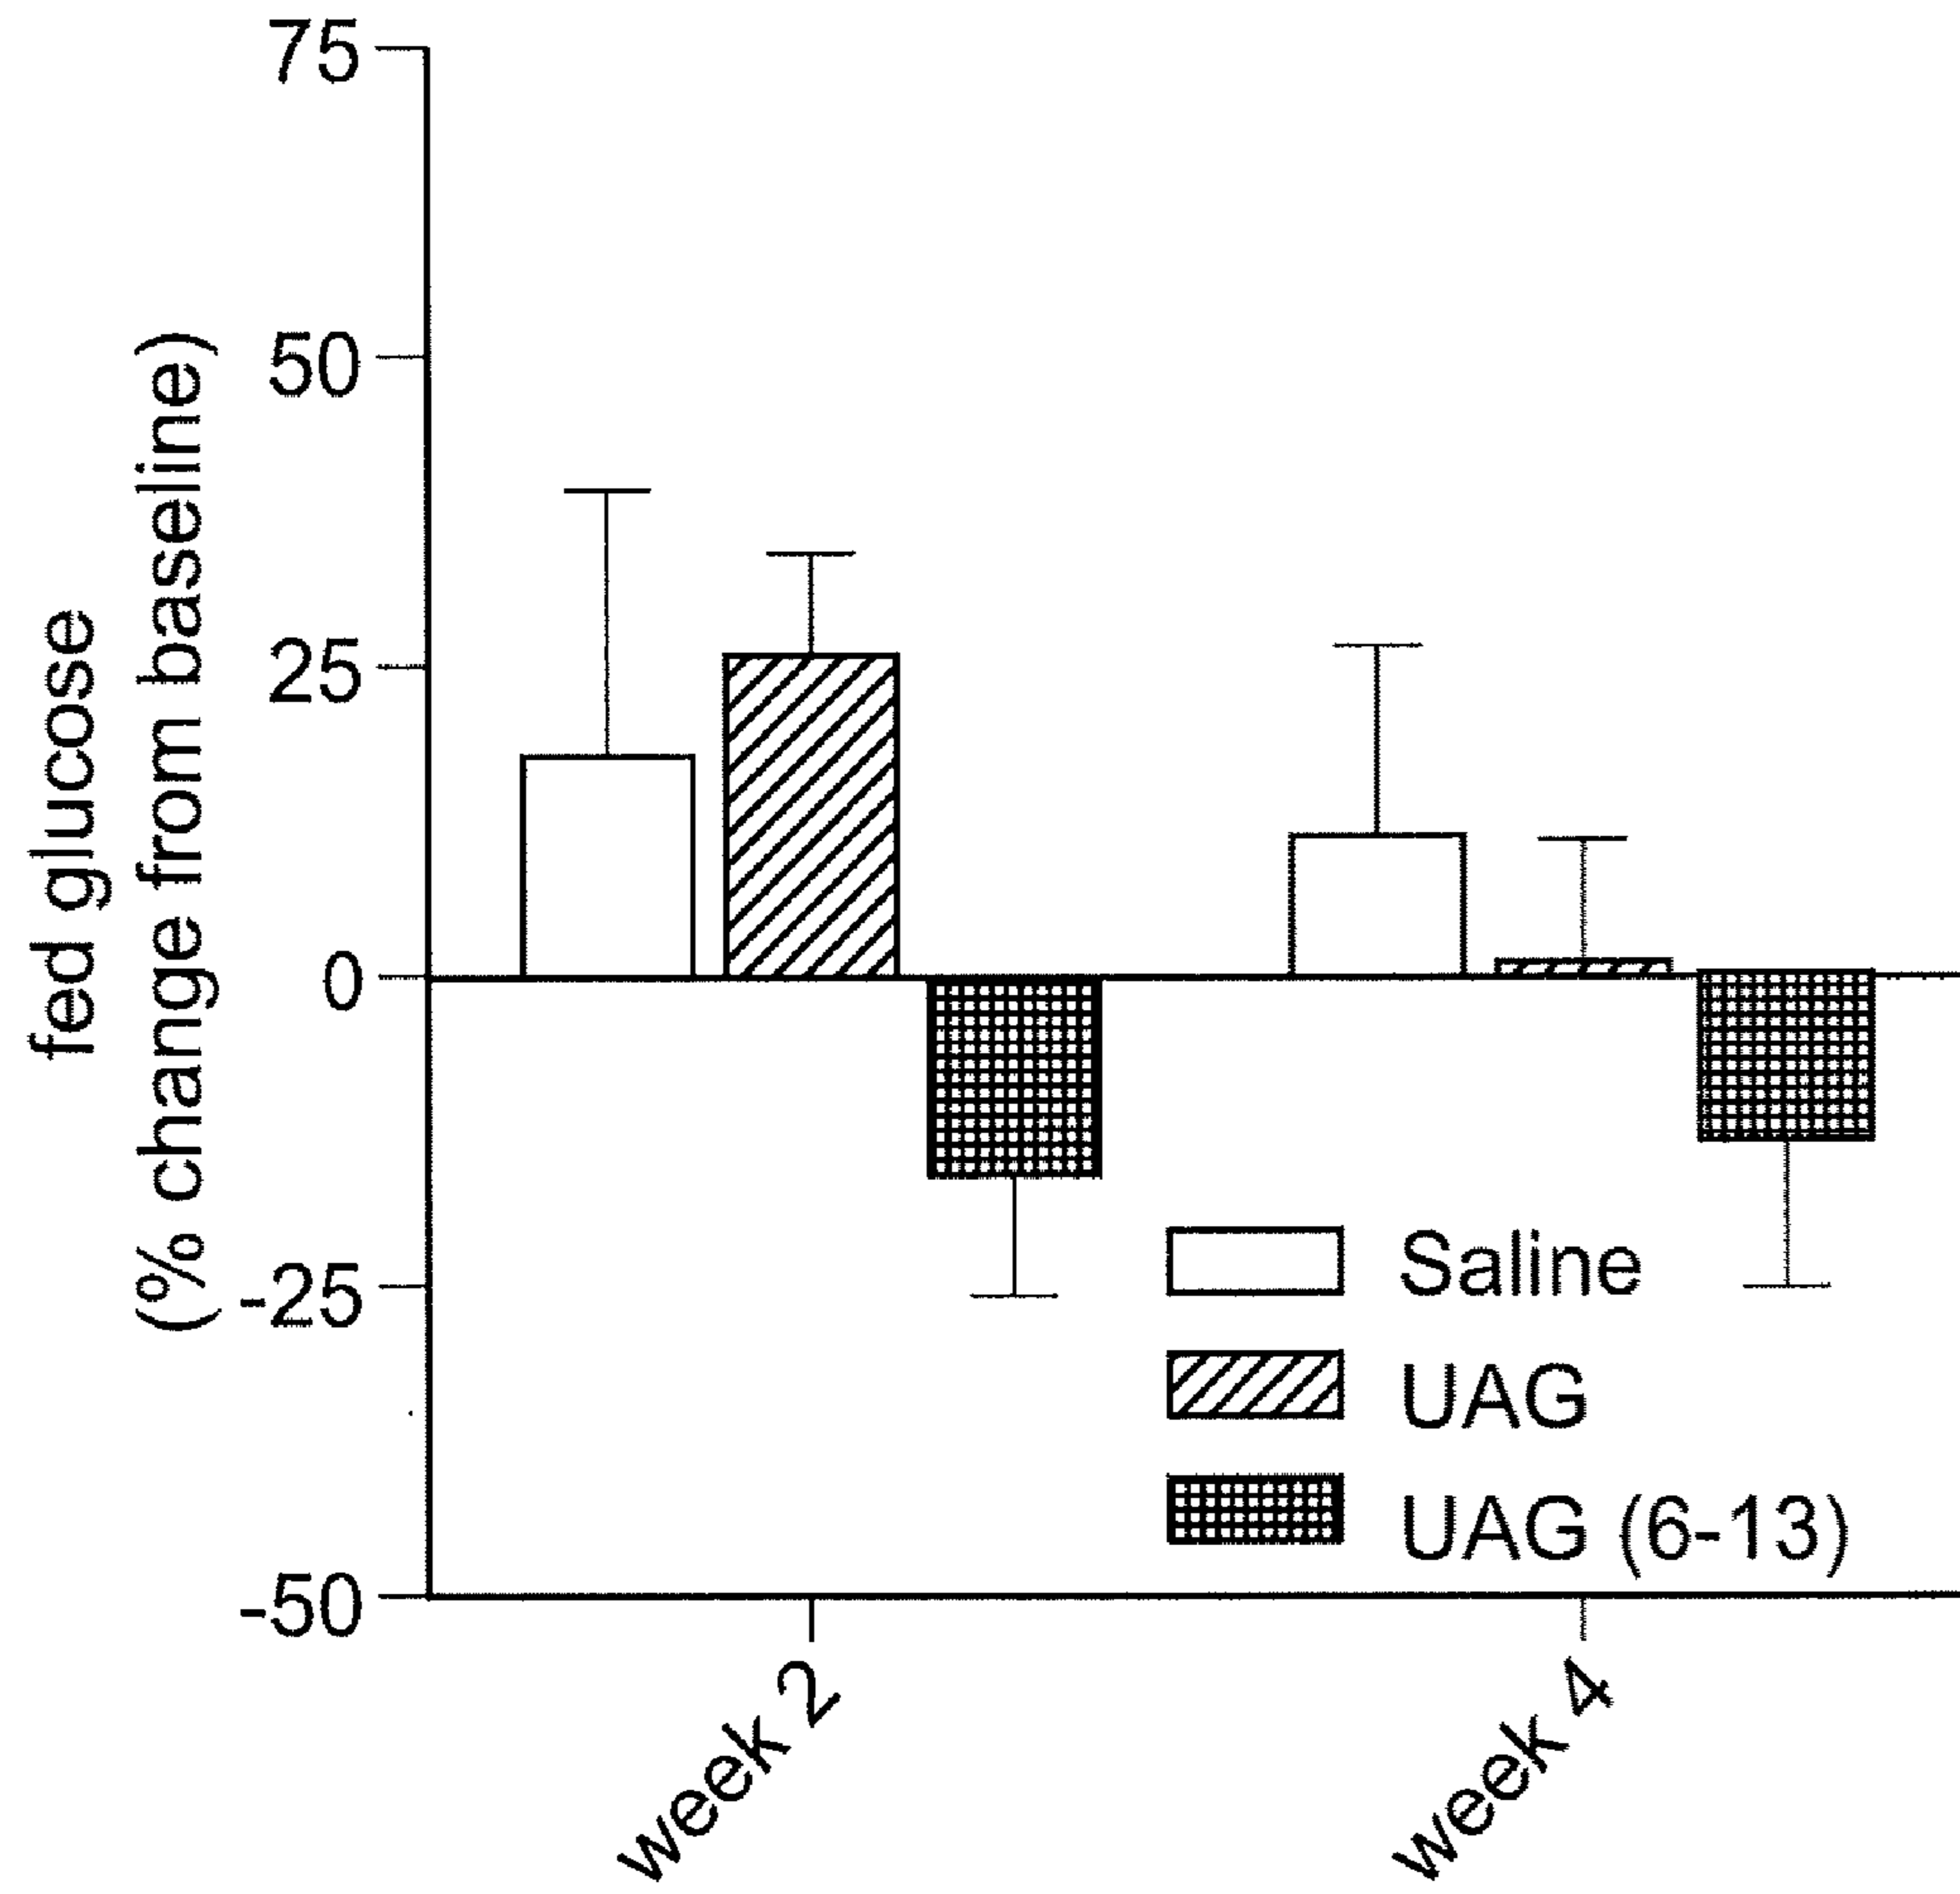 fed glucose
(% change from baseline)
75
50
25
0
-25
-50
Saline
UAG
UAG (6-13)
week 2
week 4